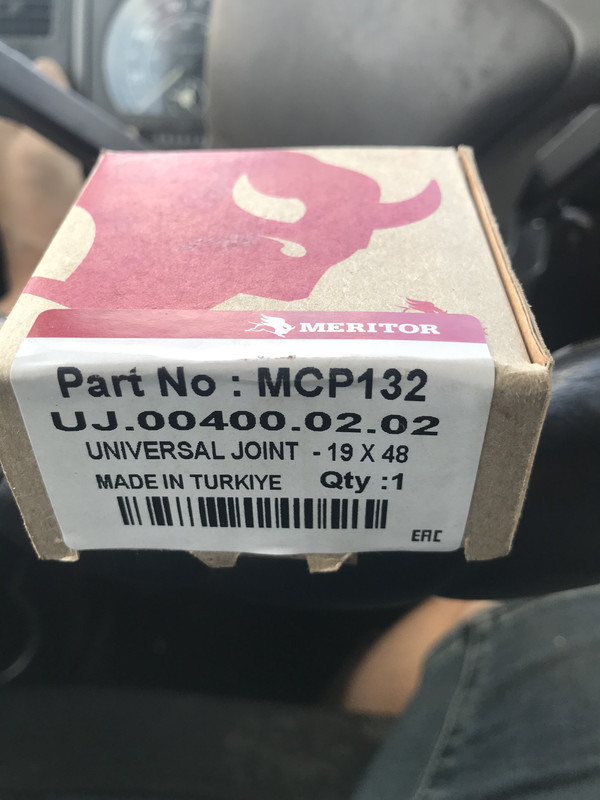 MERITOR
Part No : MCP132
UJ.00400.02.02
UNIVERSAL JOINT - 19 X 48
MADE IN TURKIYE Qty :1
EAC